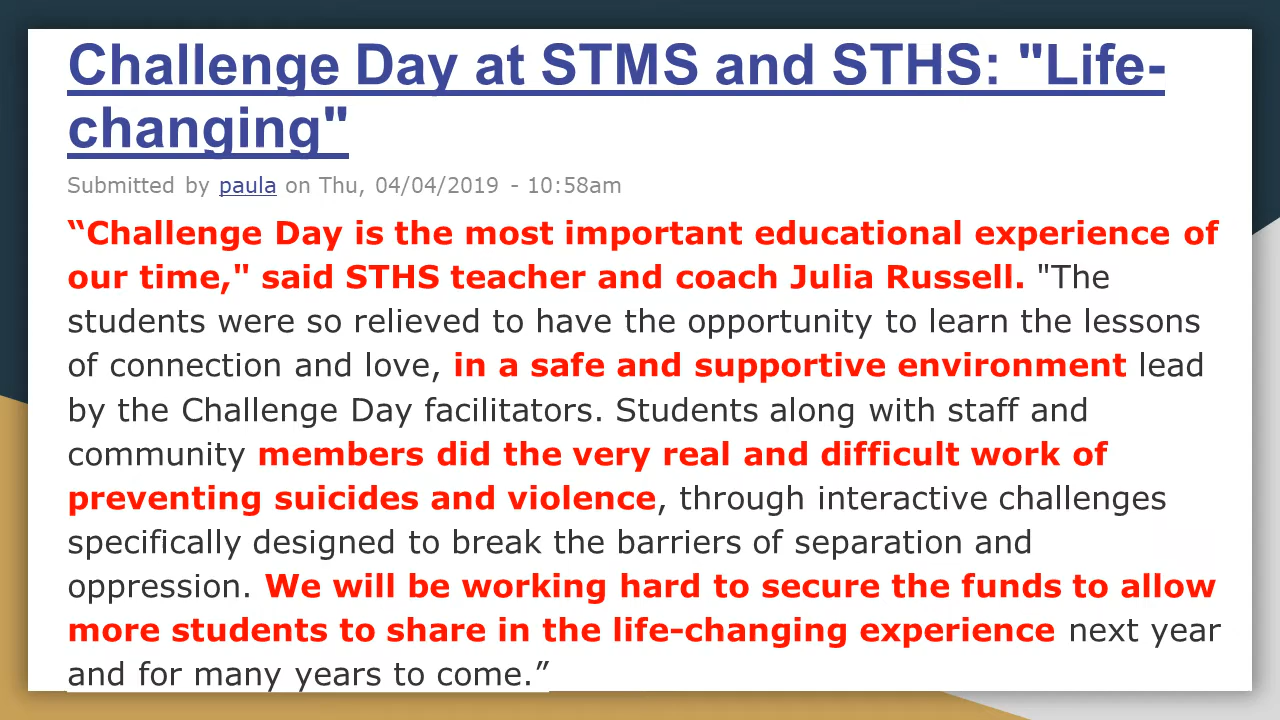 Challenge Day at STMS and STHS: "Life-
changing"
Submitted by paula on Thu, 04/04/2019 - 10:58am
“Challenge Day is the most important educational experience of
our time," said STHS teacher and coach Julia Russell. "The
students were so relieved to have the opportunity to learn the lessons
of connection and love, in a safe and supportive environment lead
by the Challenge Day facilitators. Students along with staff and
community members did the very real and difficult work of
preventing suicides and violence, through interactive challenges
specifically designed to break the barriers of separation and
oppression. We will be working hard to secure the funds to allow
more students to share in the life-changing experience next year
and for many years to come.”